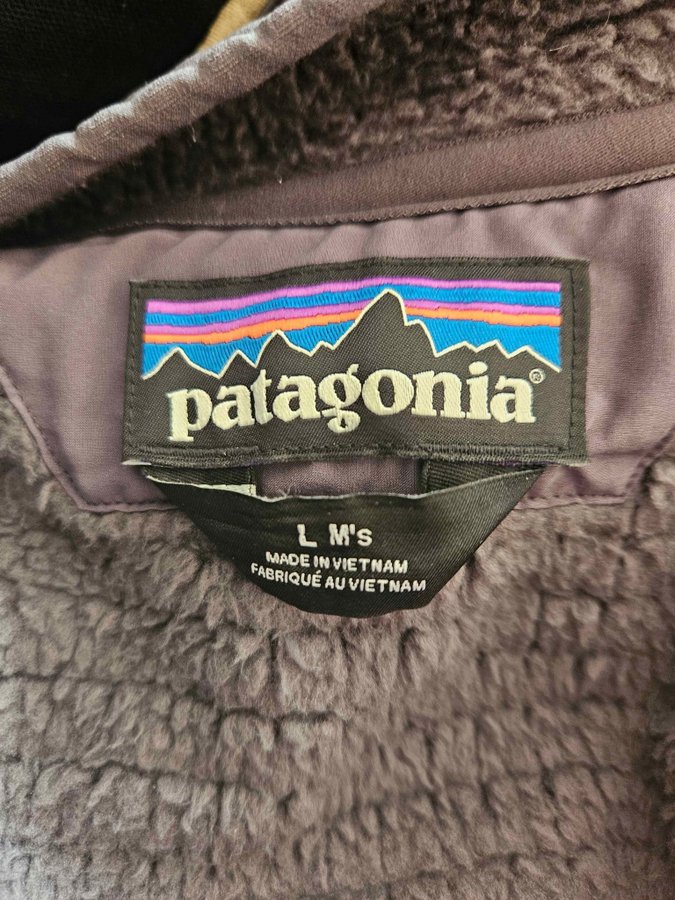 patagonia®
L M's
MADE IN VIETNAM
FABRIQUÉ AU VIETNAM